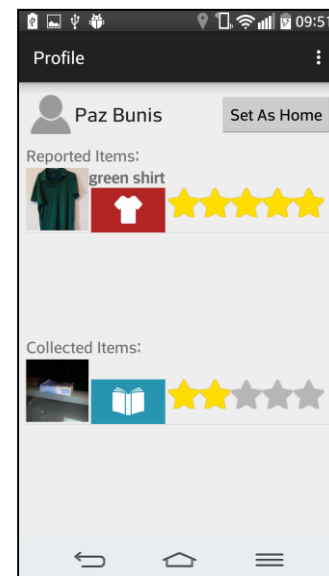 09:51
Profile
Paz Bunis
Set As Home
Reported Items:
green shirt
Collected Items: